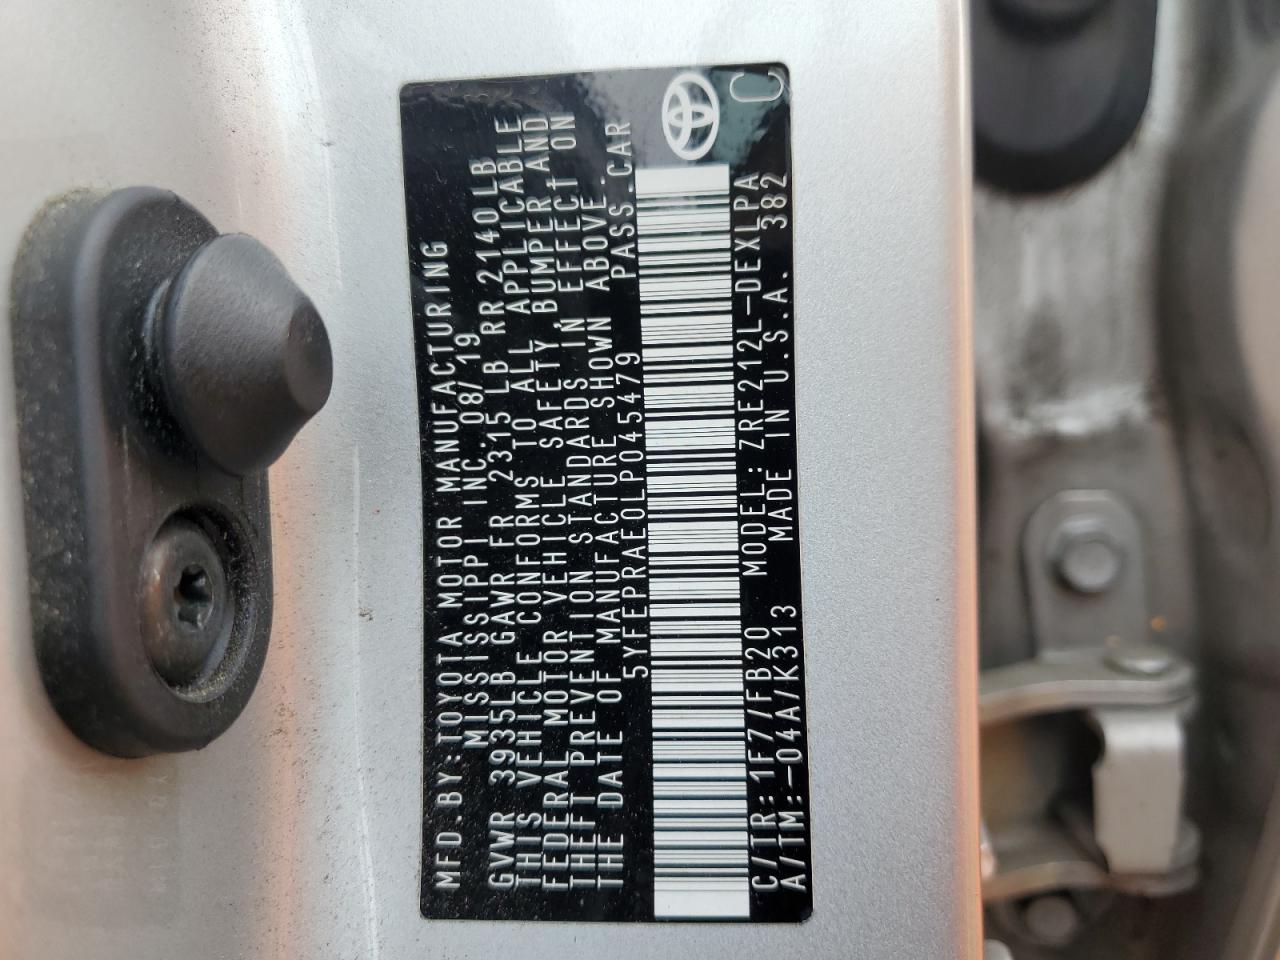 MFD.BY:TOYOTA MOTOR MANUFACTURING
MISSISSIPPI INC. 08/19
GVWR 3935LB GAWR FR 2315 LB RR 2140LB
THIS VEHICLE CONFORMS TO ALL APPLICABLE
FEDERAL MOTOR VEHICLE SAFETY, BUMPER AND
THEFT PREVENTION STANDARDS IN EFFECT ON
THE DATE OF MANUFACTURE SHOWN ABOVE.
5YFEPRAE0LP045479 PASS.CAR
C/TR:1F7/FB20 MODEL:ZRE212L-DEXLPA
A/TM:-04A/K313 MADE IN U.S.A. 382
C